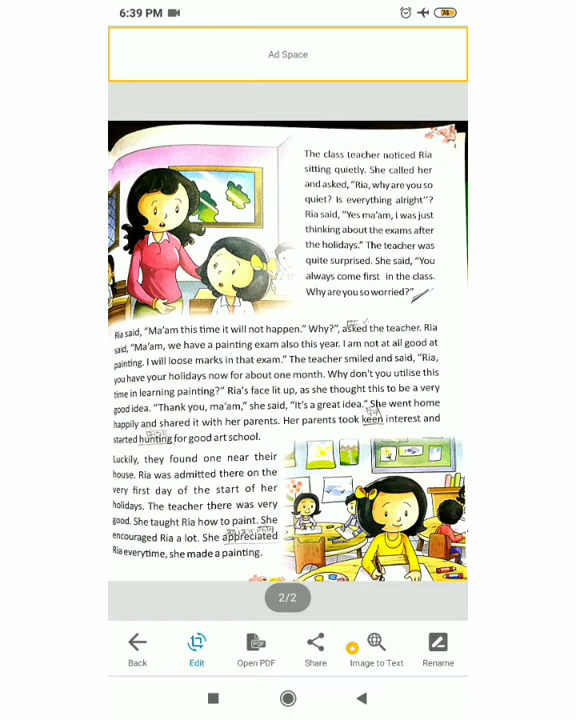 6:39 PM
74
Ad Space
The class teacher noticed Ria
sitting quietly. She called her
and asked, “Ria, why are you so
quiet? Is everything alright”?
Ria said, “Yes ma’am, I was just
thinking about the exams after
the holidays.” The teacher was
quite surprised. She said, “You
always come first in the class.
Why are you so worried?”
Ria said, “Ma’am this time it will not happen.” Why?”, asked the teacher. Ria
said, “Ma’am, we have a painting exam also this year. I am not at all good at
painting. I will loose marks in that exam.” The teacher smiled and said, “Ria,
you have your holidays now for about one month. Why don’t you utilise this
time in learning painting?” Ria’s face lit up, as she thought this to be a very
good idea. “Thank you, ma’am,” she said, “It’s a great idea.” She went home
happily and shared it with her parents. Her parents took keen interest and
started hunting for good art school.
Luckily, they found one near their
house. Ria was admitted there on the
very first day of the start of her
holidays. The teacher there was very
good. She taught Ria how to paint. She
encouraged Ria a lot. She appreciated
Ria everytime, she made a painting.
2/2
Back
Edit
PDF
Open PDF
Share
Image to Text
Rename